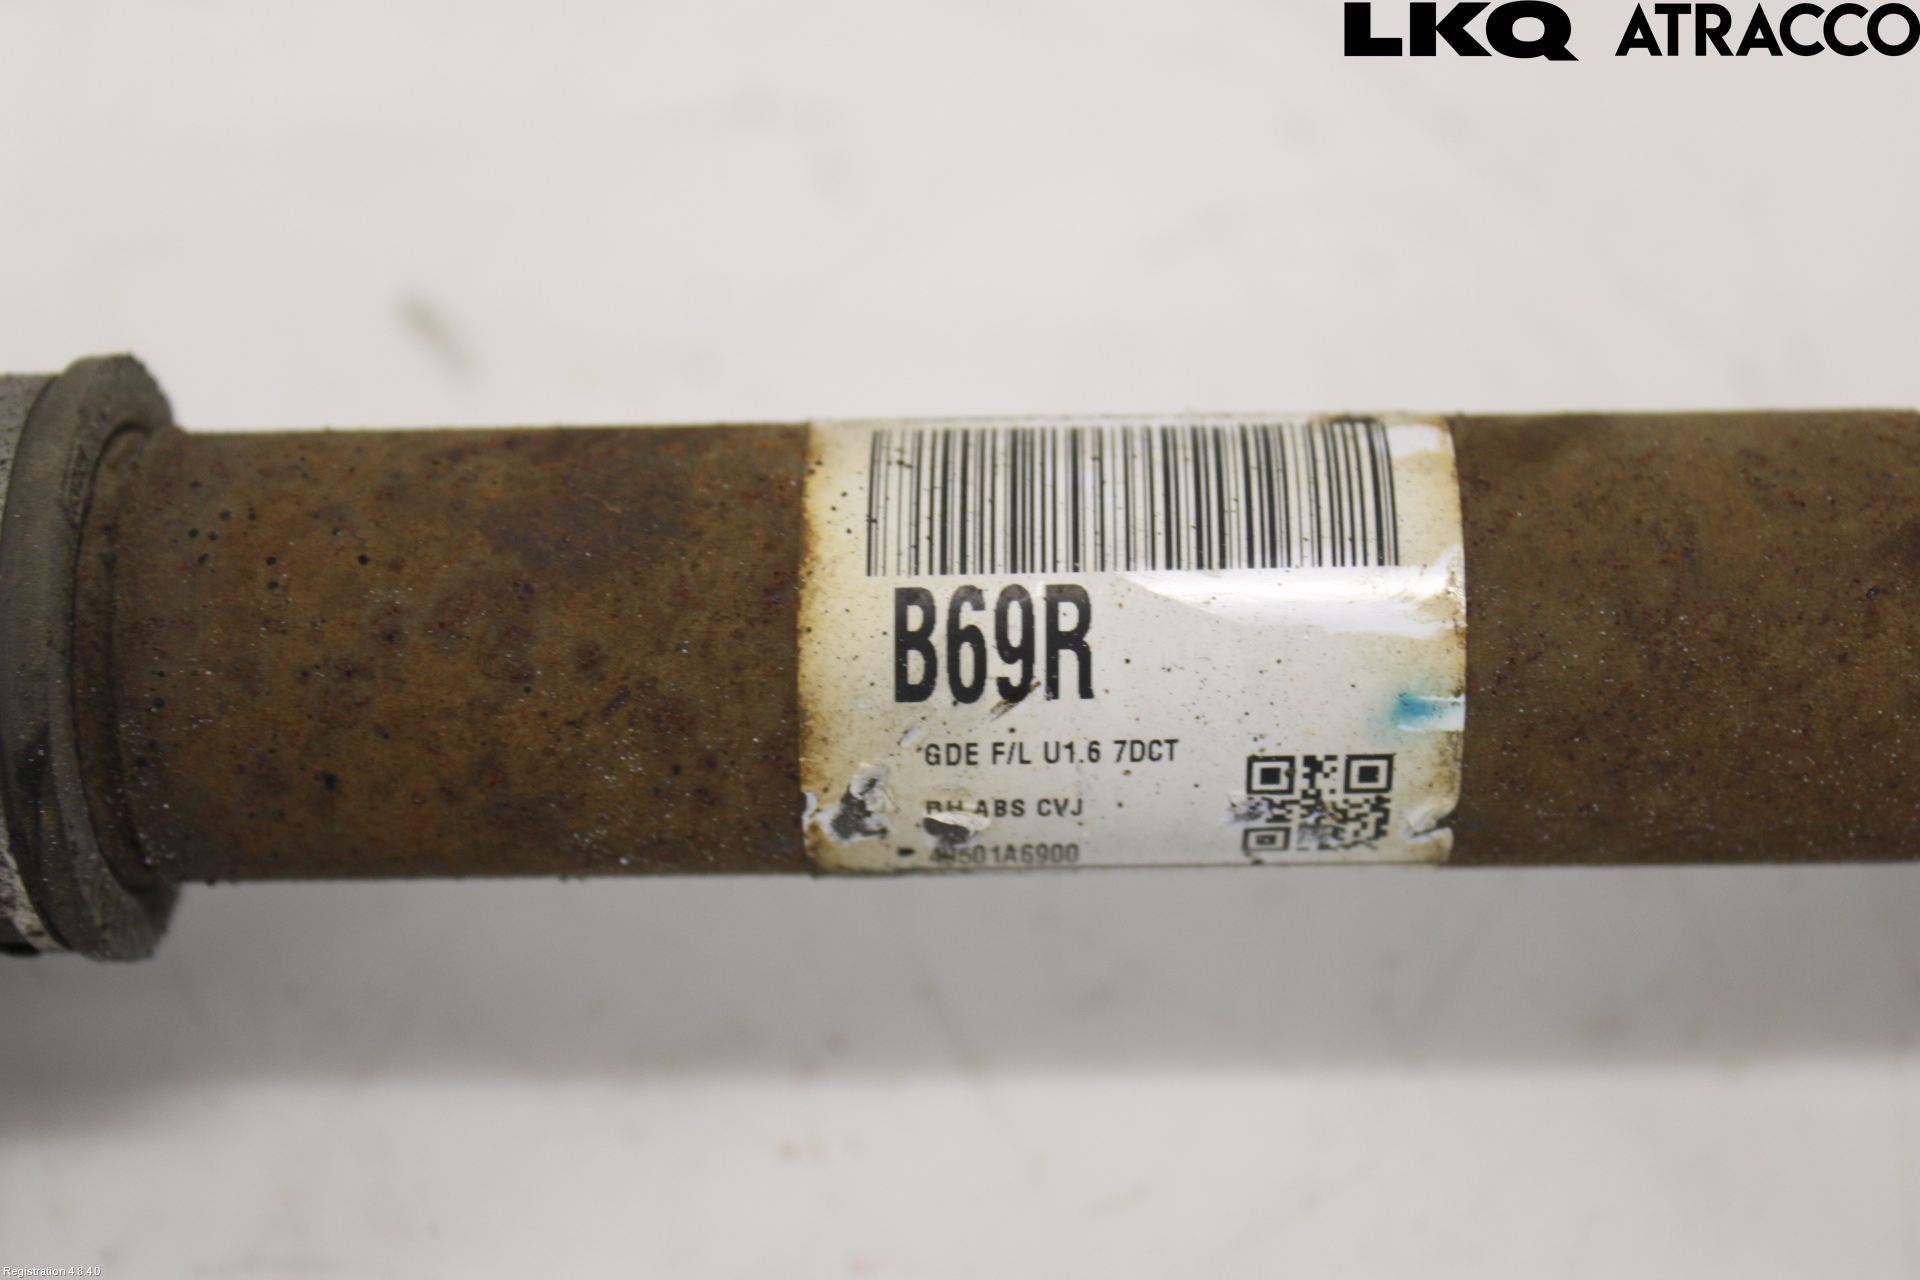 LKQ ATRACCO
B69R
GDE F/L U1.6 7DCT
ABS CVJ
Registration 4.8.4.0